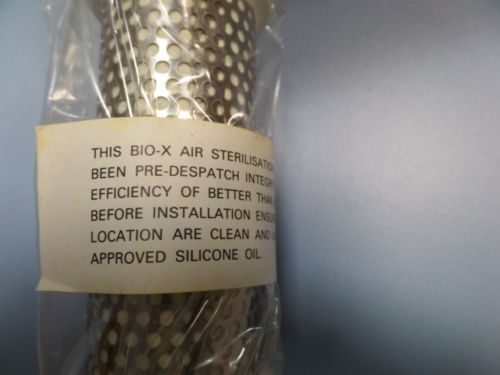 THIS BIO-X AIR STERILISATION
BEEN PRE-DESPATCH INTEGR
EFFICIENCY OF BETTER THAN
BEFORE INSTALLATION ENSURE
LOCATION ARE CLEAN AND
APPROVED SILICONE OIL.